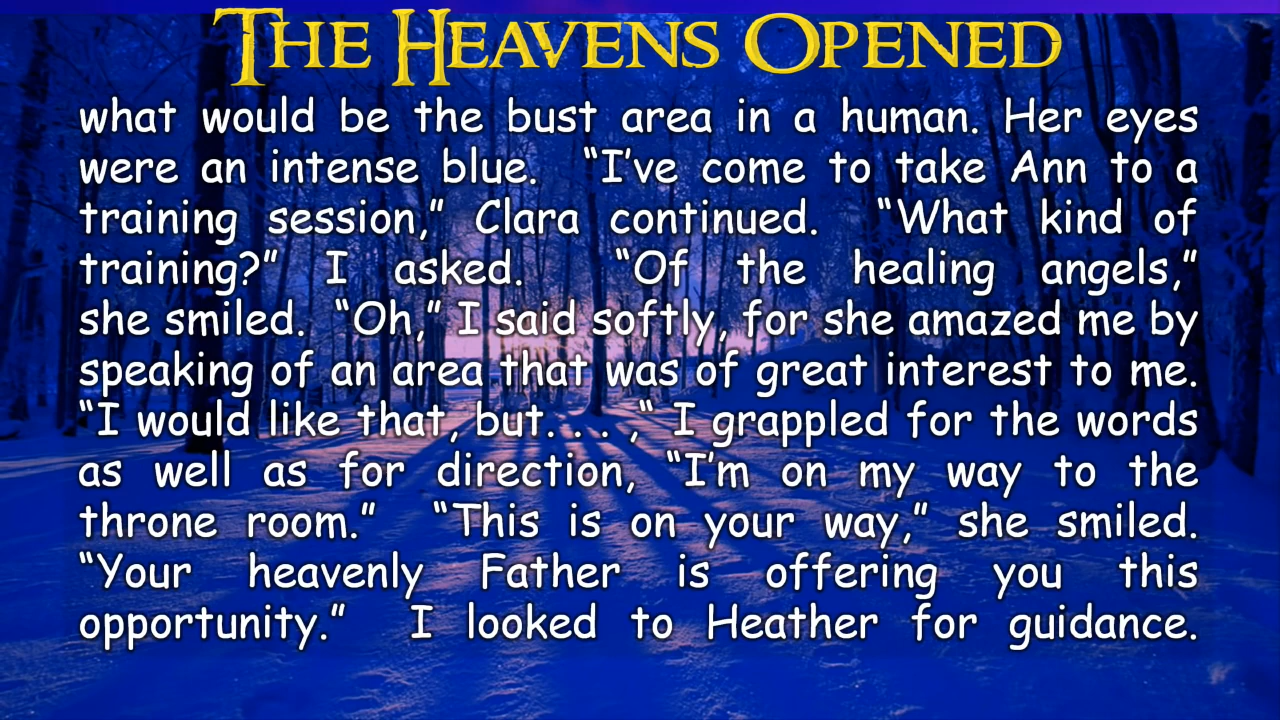 THE HEAVENS OPENED
what would be the bust area in a human. Her eyes
were an intense blue. “I’ve come to take Ann to a
training session,” Clara continued. “What kind of
training?” I asked. “Of the healing angels,”
she smiled. “Oh,” I said softly, for she amazed me by
speaking of an area that was of great interest to me.
“I would like that, but. . . ,“ I grappled for the words
as well as for direction, “I’m on my way to the
throne room.” “This is on your way,” she smiled.
“Your heavenly Father is offering you this
opportunity.” I looked to Heather for guidance.